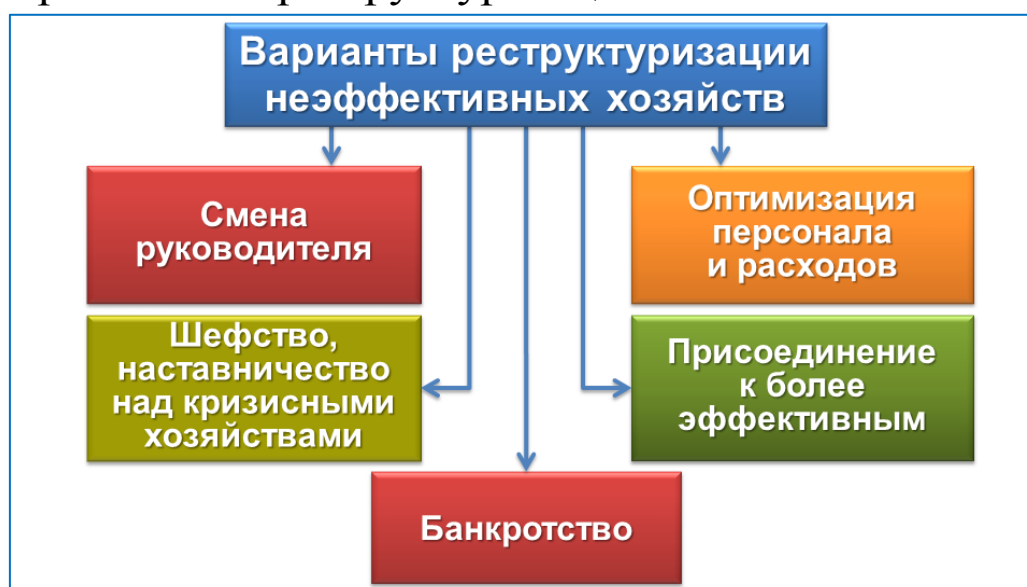 Варианты реструктуризации
неэффективных хозяйств
Смена
руководителя
Оптимизация
персонала
и расходов
Шефство,
наставничество
над кризисными
хозяйствами
Присоединение
к более
эффективным
Банкротство